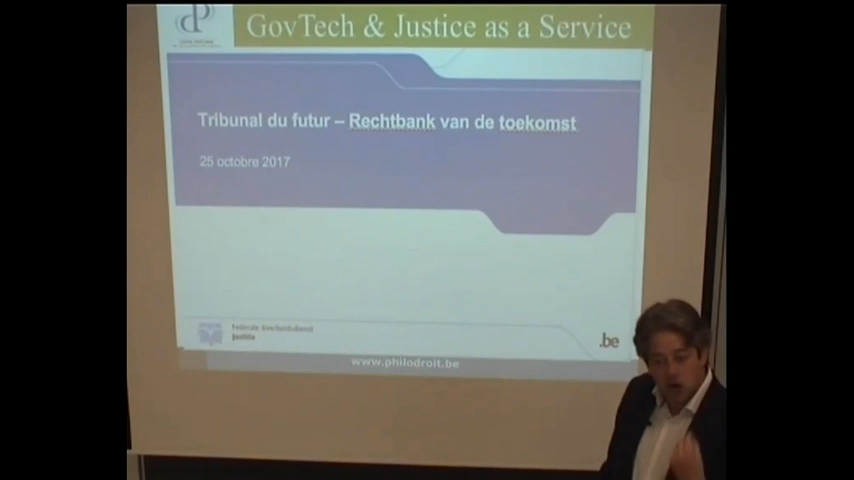 GovTech & Justice as a Service
Tribunal du futur – Rechtbank van de toekomst
25 octobre 2017
Federale Overheidsdienst
Justitie
.be
www.philodroit.be